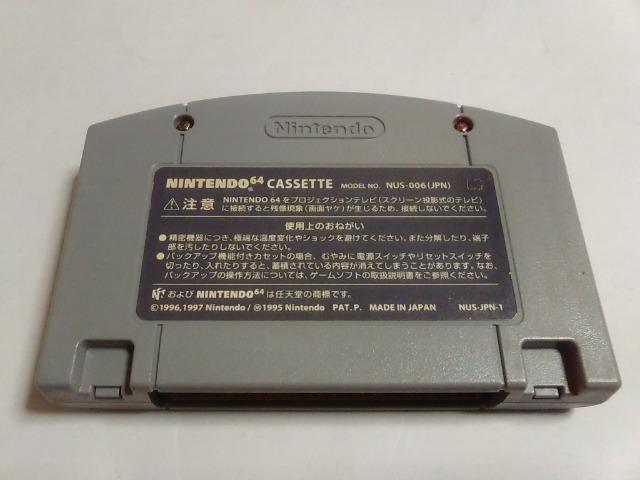 Nintendo
NINTENDO64® CASSETTE MODEL NO. NUS-006(JPN)
⚠注意 NINTENDO 64をプロジェクションテレビ(スクリーン投影式のテレビ)
に接続すると残像現象(画面ヤケ)が生じるため、接続しないでください。
使用上のおねがい
●精密機器につき、極端な温度変化やショックを避けてください。また分解したり、端子
部を汚したりしないでください。
●バックアップ機能付きカセットの場合、むやみに電源スイッチやリセットスイッチを
切ったり、入れたりすると、蓄積されている内容が消えてしまうことがあります。なお、
バックアップの操作方法については、ゲームソフトの取扱説明書をご参照ください。
および NINTENDO64 は任天堂の商標です。
©1996,1997 Nintendo/Ⓜ1995 Nintendo PAT. P. MADE IN JAPAN NUS-JPN-1